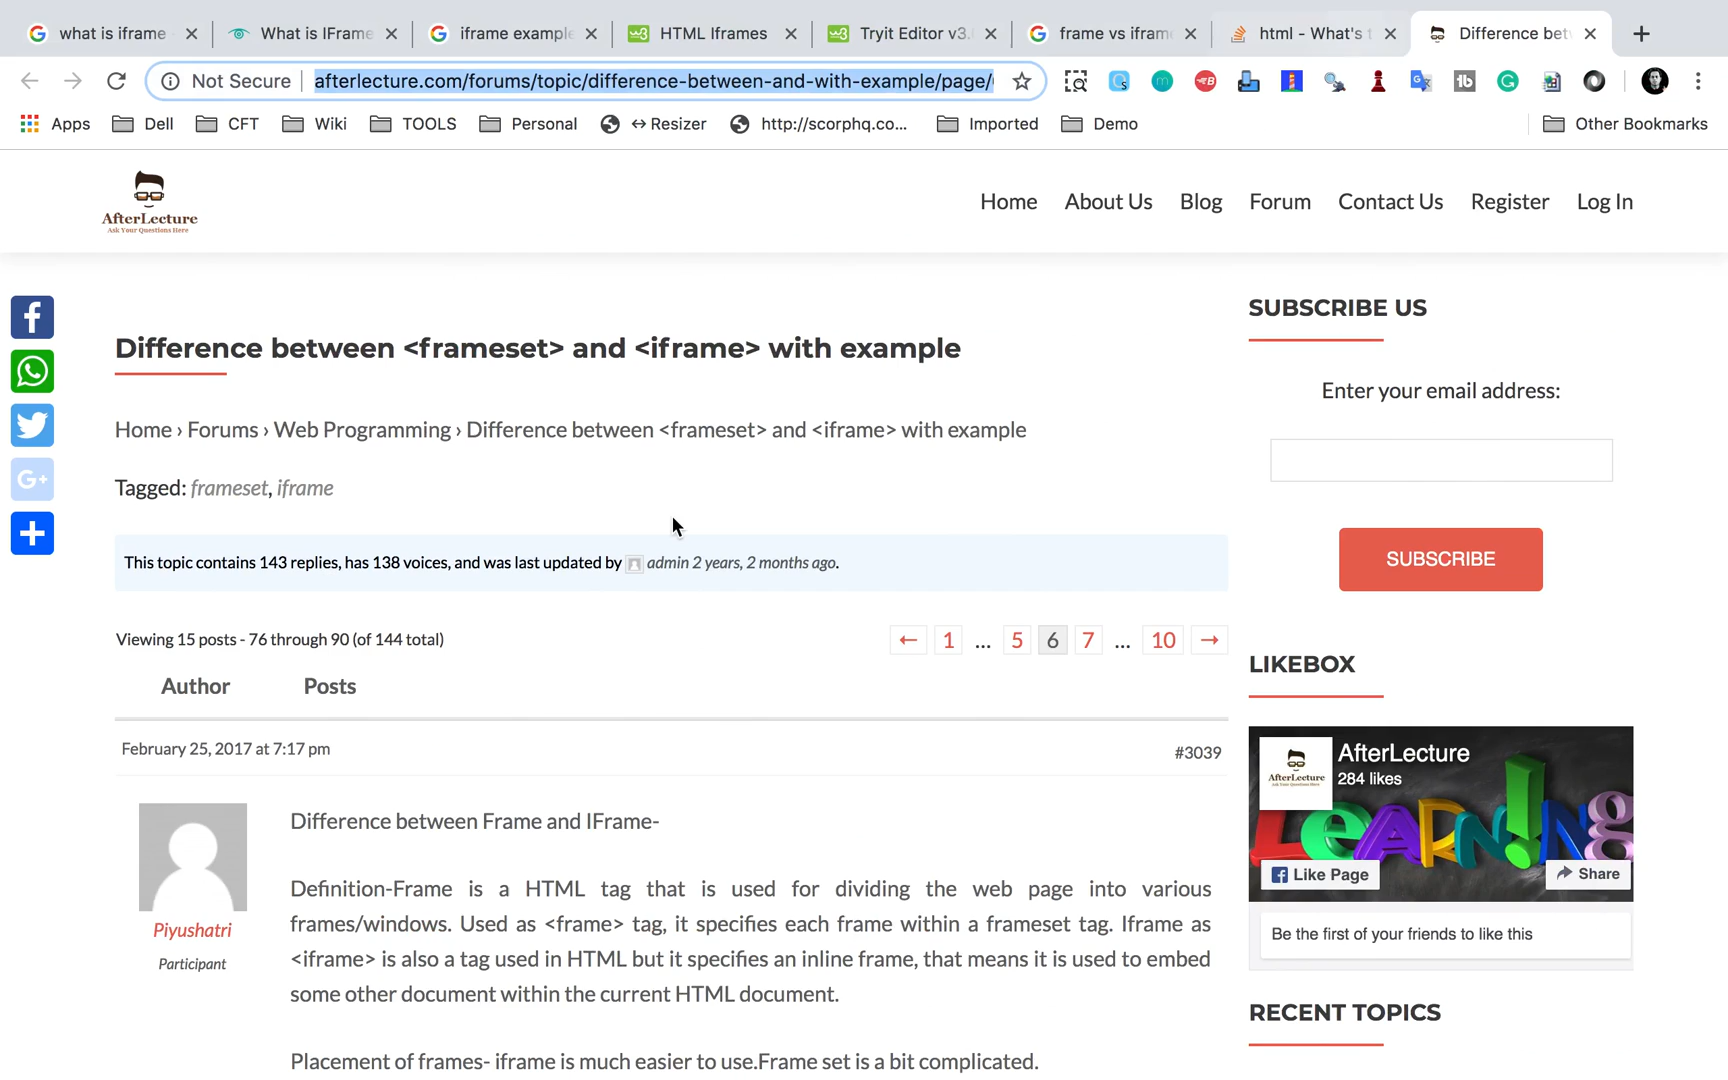 what is iframe
What is IFrame
iframe example
HTML Iframes
Tryit Editor v3.
frame vs ifram
html - What's t
Difference bet
Not Secure
afterlecture.com/forums/topic/difference-between-and-with-example/page/
Apps
Dell
CFT
Wiki
TOOLS
Personal
↔ Resizer
http://scorphq.co...
Imported
Demo
Other Bookmarks
AfterLecture
Ask Your Questions Here
Home
About Us
Blog
Forum
Contact Us
Register
Log In
Difference between <frameset> and <iframe> with example
Home › Forums › Web Programming › Difference between <frameset> and <iframe> with example
Tagged: frameset, iframe
This topic contains 143 replies, has 138 voices, and was last updated by admin 2 years, 2 months ago.
Viewing 15 posts - 76 through 90 (of 144 total)
← 1 ... 5 6 7 ... 10 →
Author Posts
February 25, 2017 at 7:17 pm
#3039
Piyushatri
Participant
Difference between Frame and IFrame-
Definition-Frame is a HTML tag that is used for dividing the web page into various
frames/windows. Used as <frame> tag, it specifies each frame within a frameset tag. Iframe as
<iframe> is also a tag used in HTML but it specifies an inline frame, that means it is used to embed
some other document within the current HTML document.
Placement of frames- iframe is much easier to use.Frame set is a bit complicated.
SUBSCRIBE US
Enter your email address:
SUBSCRIBE
LIKEBOX
AfterLecture
AfterLecture
284 likes
LEARNING
Like Page
Share
Be the first of your friends to like this
RECENT TOPICS